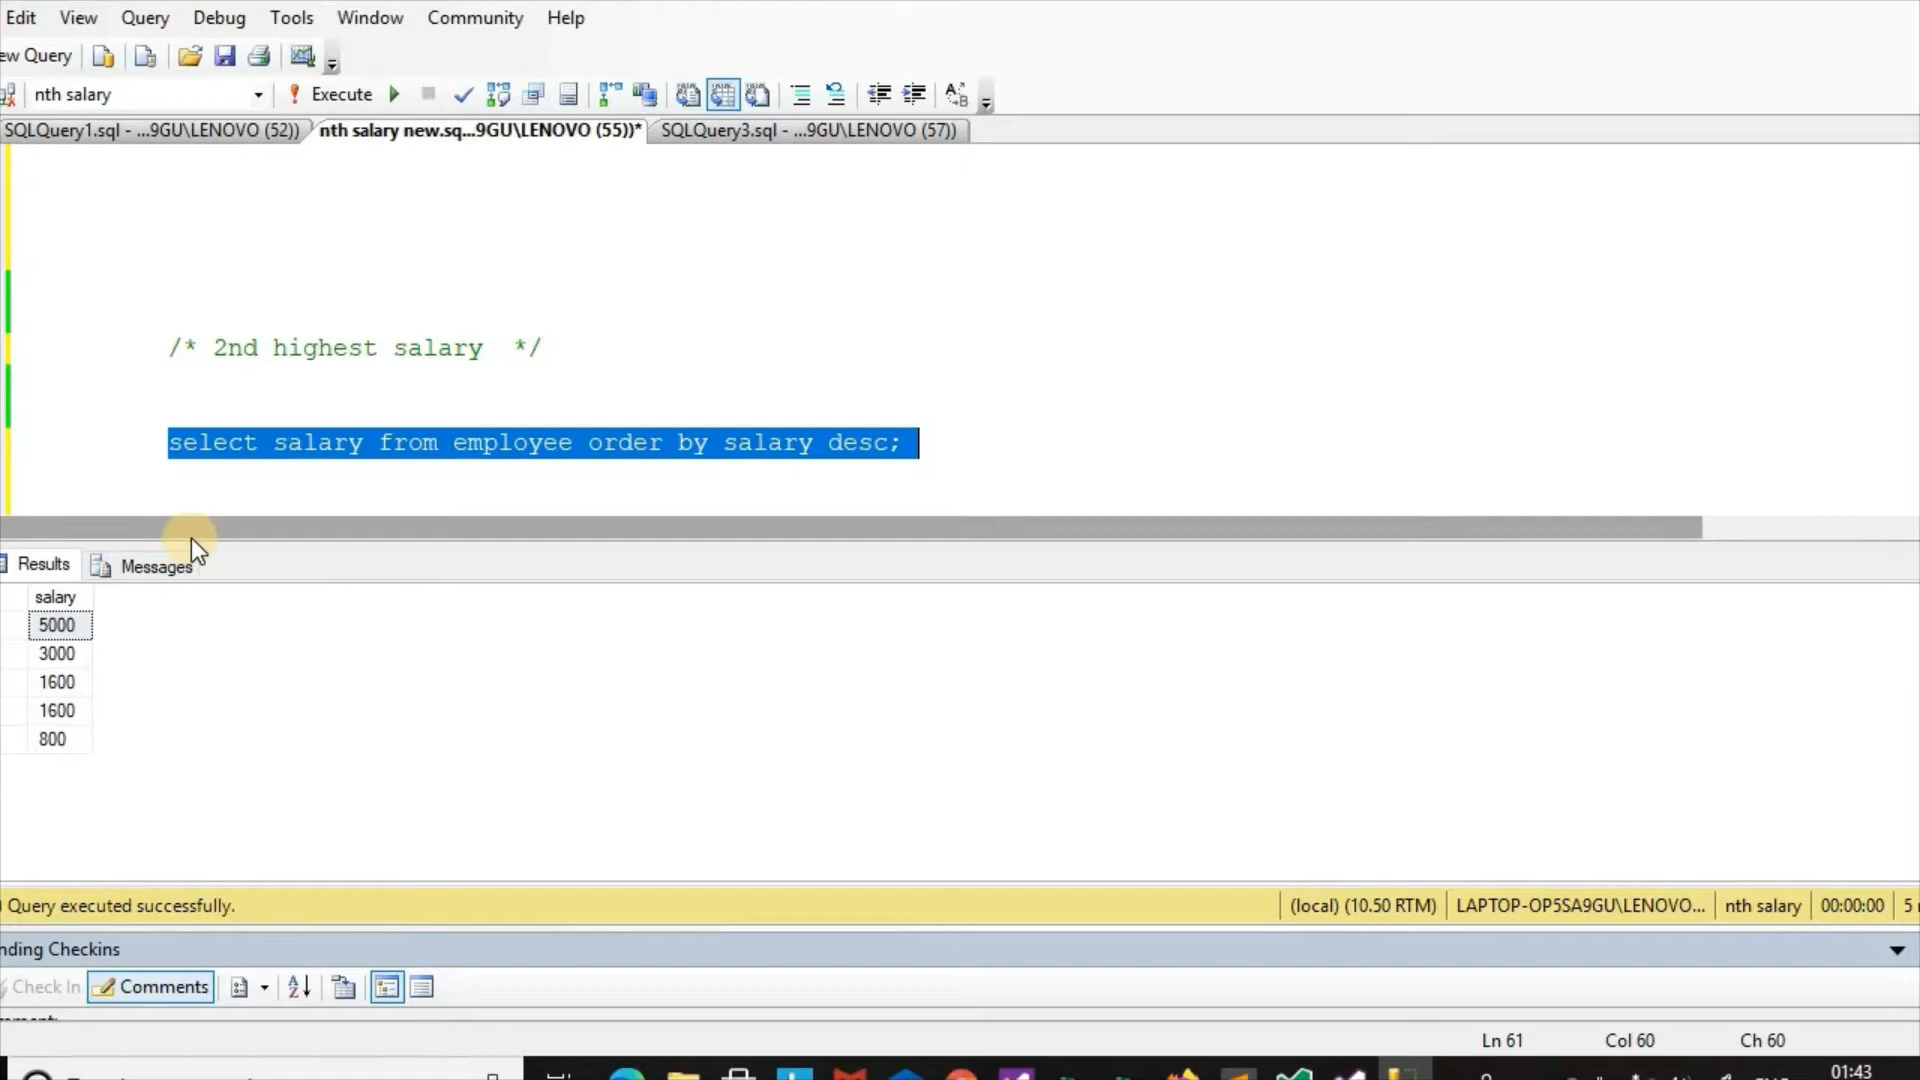 Edit View Query Debug Tools Window Community Help
ew Query
nth salary Execute
SQLQuery1.sql - ...9GU\LENOVO (52)) nth salary new.sq...9GU\LENOVO (55))* SQLQuery3.sql - ...9GU\LENOVO (57))
/* 2nd highest salary */
select salary from employee order by salary desc;
Results Messages
salary
5000
3000
1600
1600
800
Query executed successfully. (local) (10.50 RTM) LAPTOP-OP5SA9GU\LENOVO... nth salary 00:00:00 5
nding Checkins
Check In Comments
Ln 61 Col 60 Ch 60
01:43